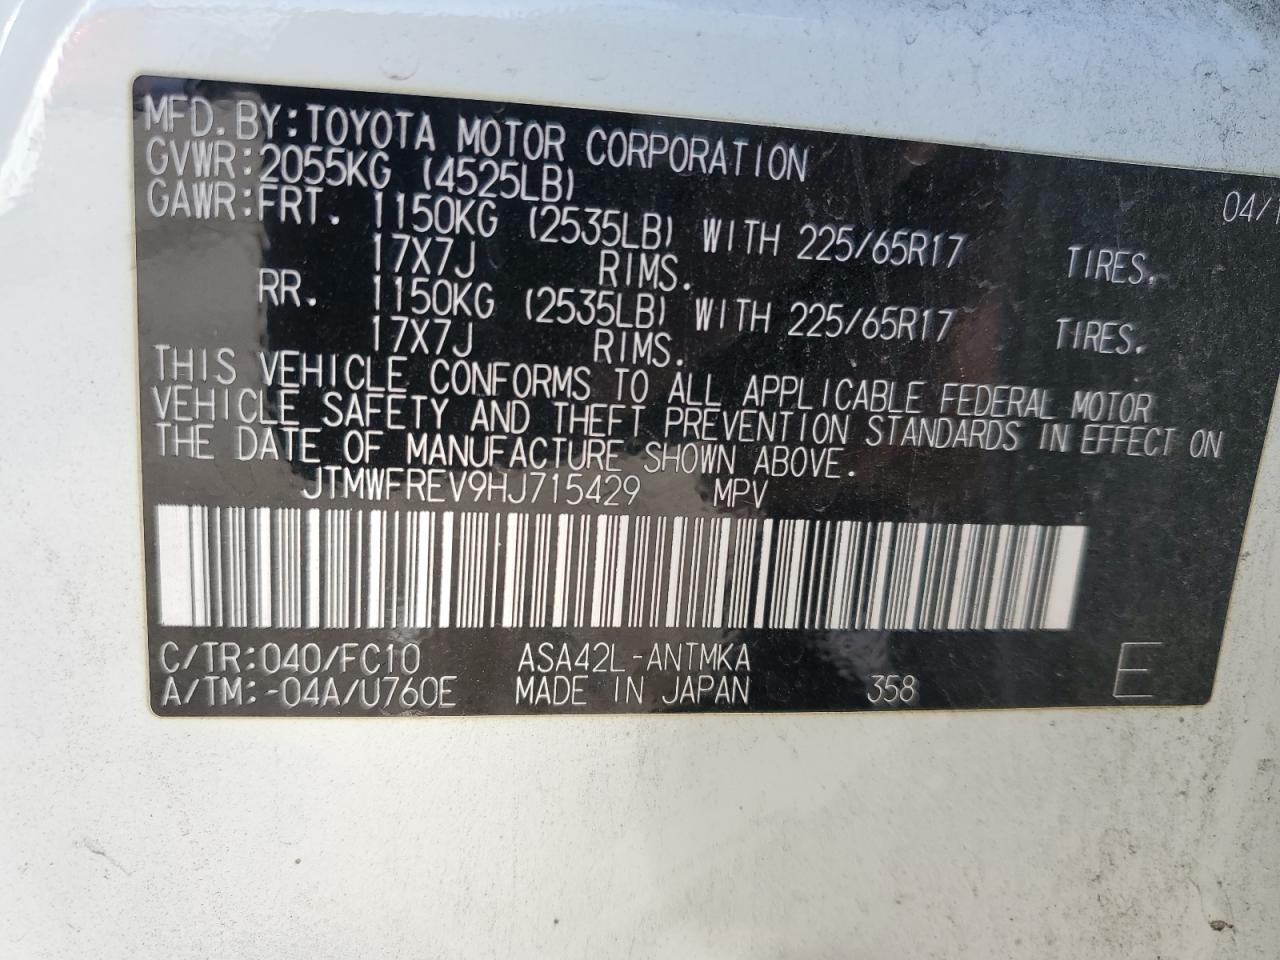 MFD.BY:TOYOTA MOTOR CORPORATION
GVWR:2055KG (4525LB) 04/1
GAWR:FRT. 1150KG (2535LB) WITH 225/65R17 TIRES,
17X7J RIMS.
RR. 1150KG (2535LB) WITH 225/65R17 TIRES.
17X7J RIMS.
THIS VEHICLE CONFORMS TO ALL APPLICABLE FEDERAL MOTOR
VEHICLE SAFETY AND THEFT PREVENTION STANDARDS IN EFFECT ON
THE DATE OF MANUFACTURE SHOWN ABOVE.
JTMWFREV9HJ715429 MPV
C/TR:040/FC10 ASA42L-ANTMKA
A/TM:-04A/U760E MADE IN JAPAN 358 E